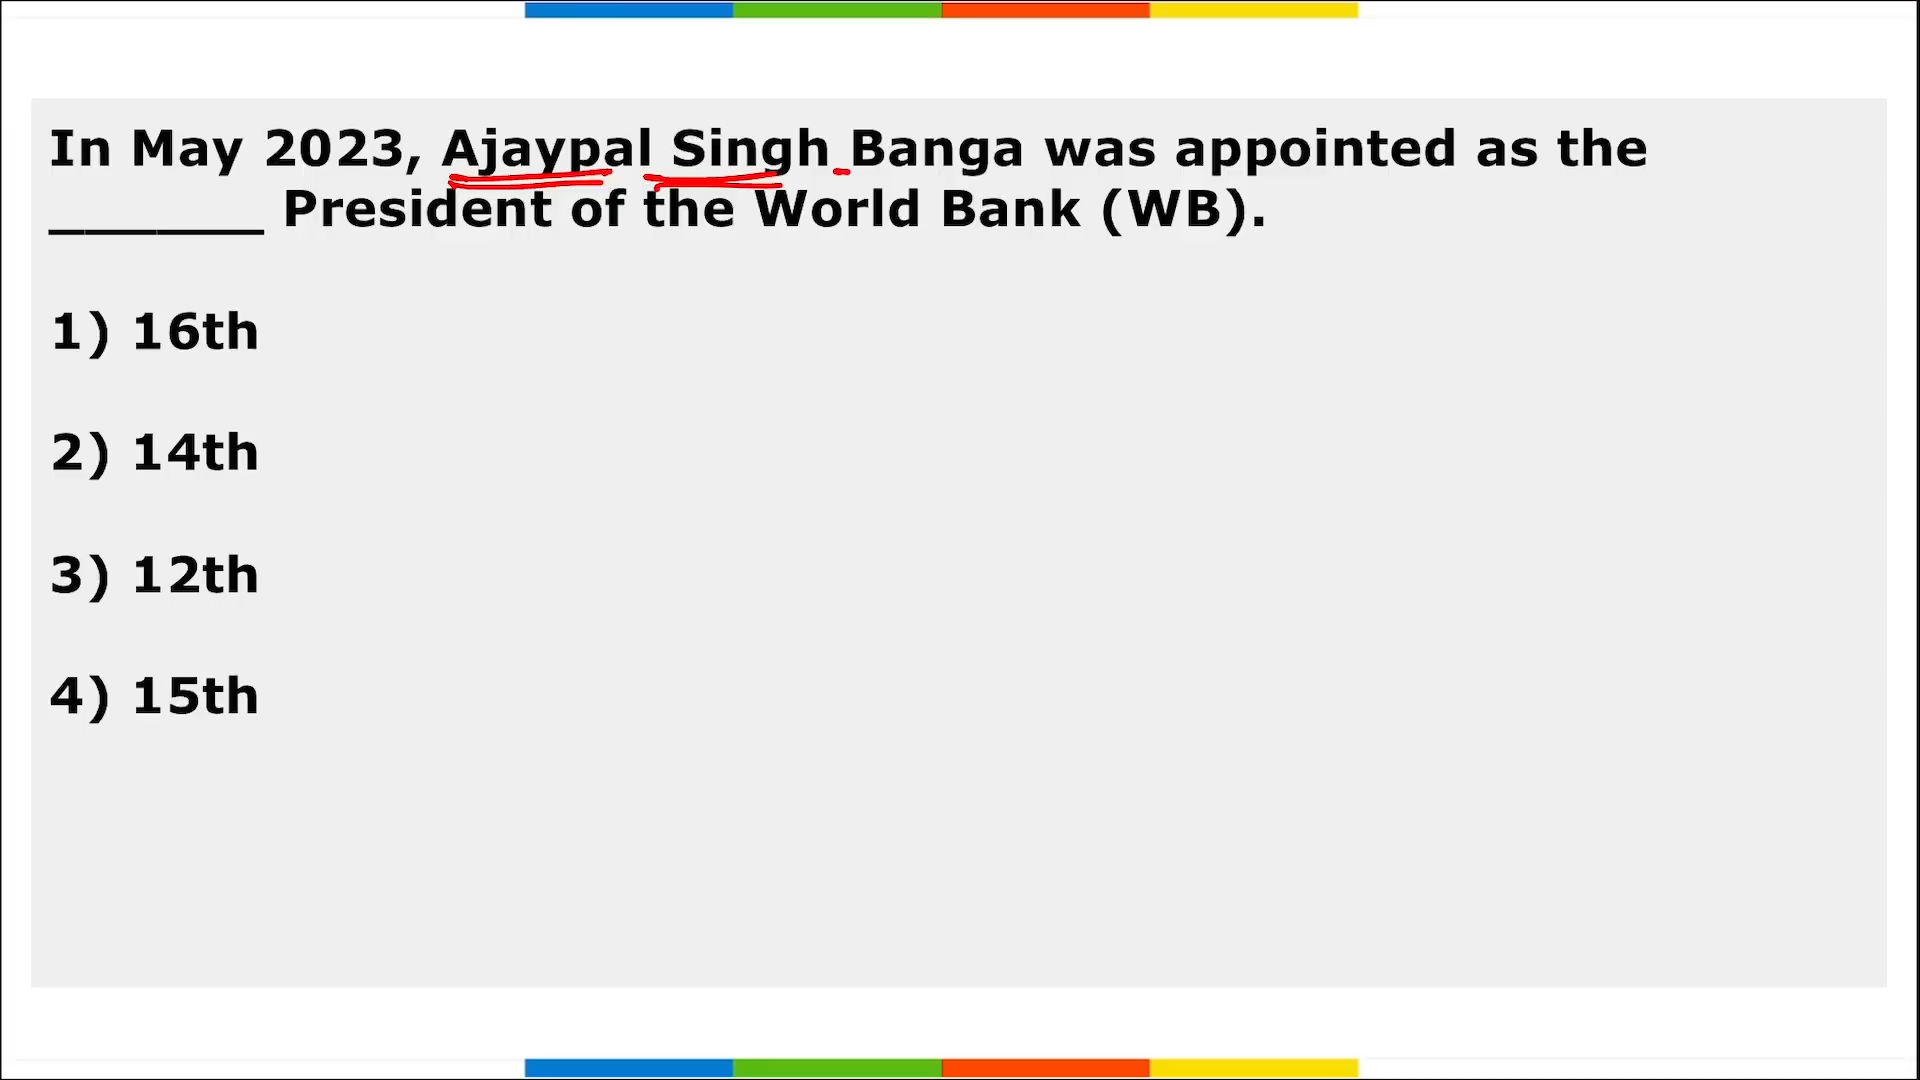 In May 2023, Ajaypal Singh Banga was appointed as the
______ President of the World Bank (WB).
1) 16th
2) 14th
3) 12th
4) 15th